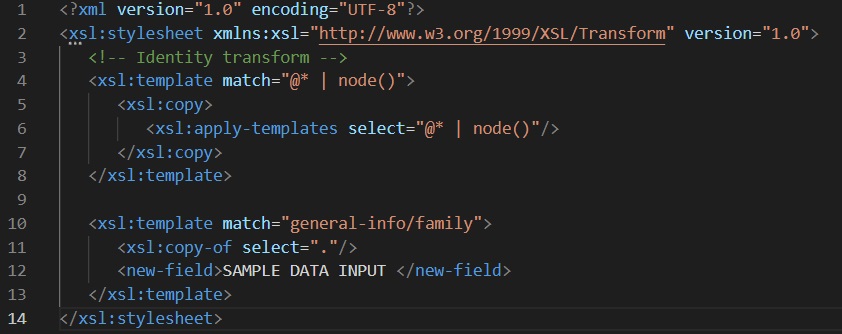 1 <?xml version="1.0" encoding="UTF-8"?>
2 <xsl:stylesheet xmlns:xsl="http://www.w3.org/1999/XSL/Transform" version="1.0">
3 <!-- Identity transform -->
4 <xsl:template match="@* | node()">
5 <xsl:copy>
6 <xsl:apply-templates select="@* | node()"/>
7 </xsl:copy>
8 </xsl:template>
9
10 <xsl:template match="general-info/family">
11 <xsl:copy-of select="."/>
12 <new-field>SAMPLE DATA INPUT </new-field>
13 </xsl:template>
14 </xsl:stylesheet>